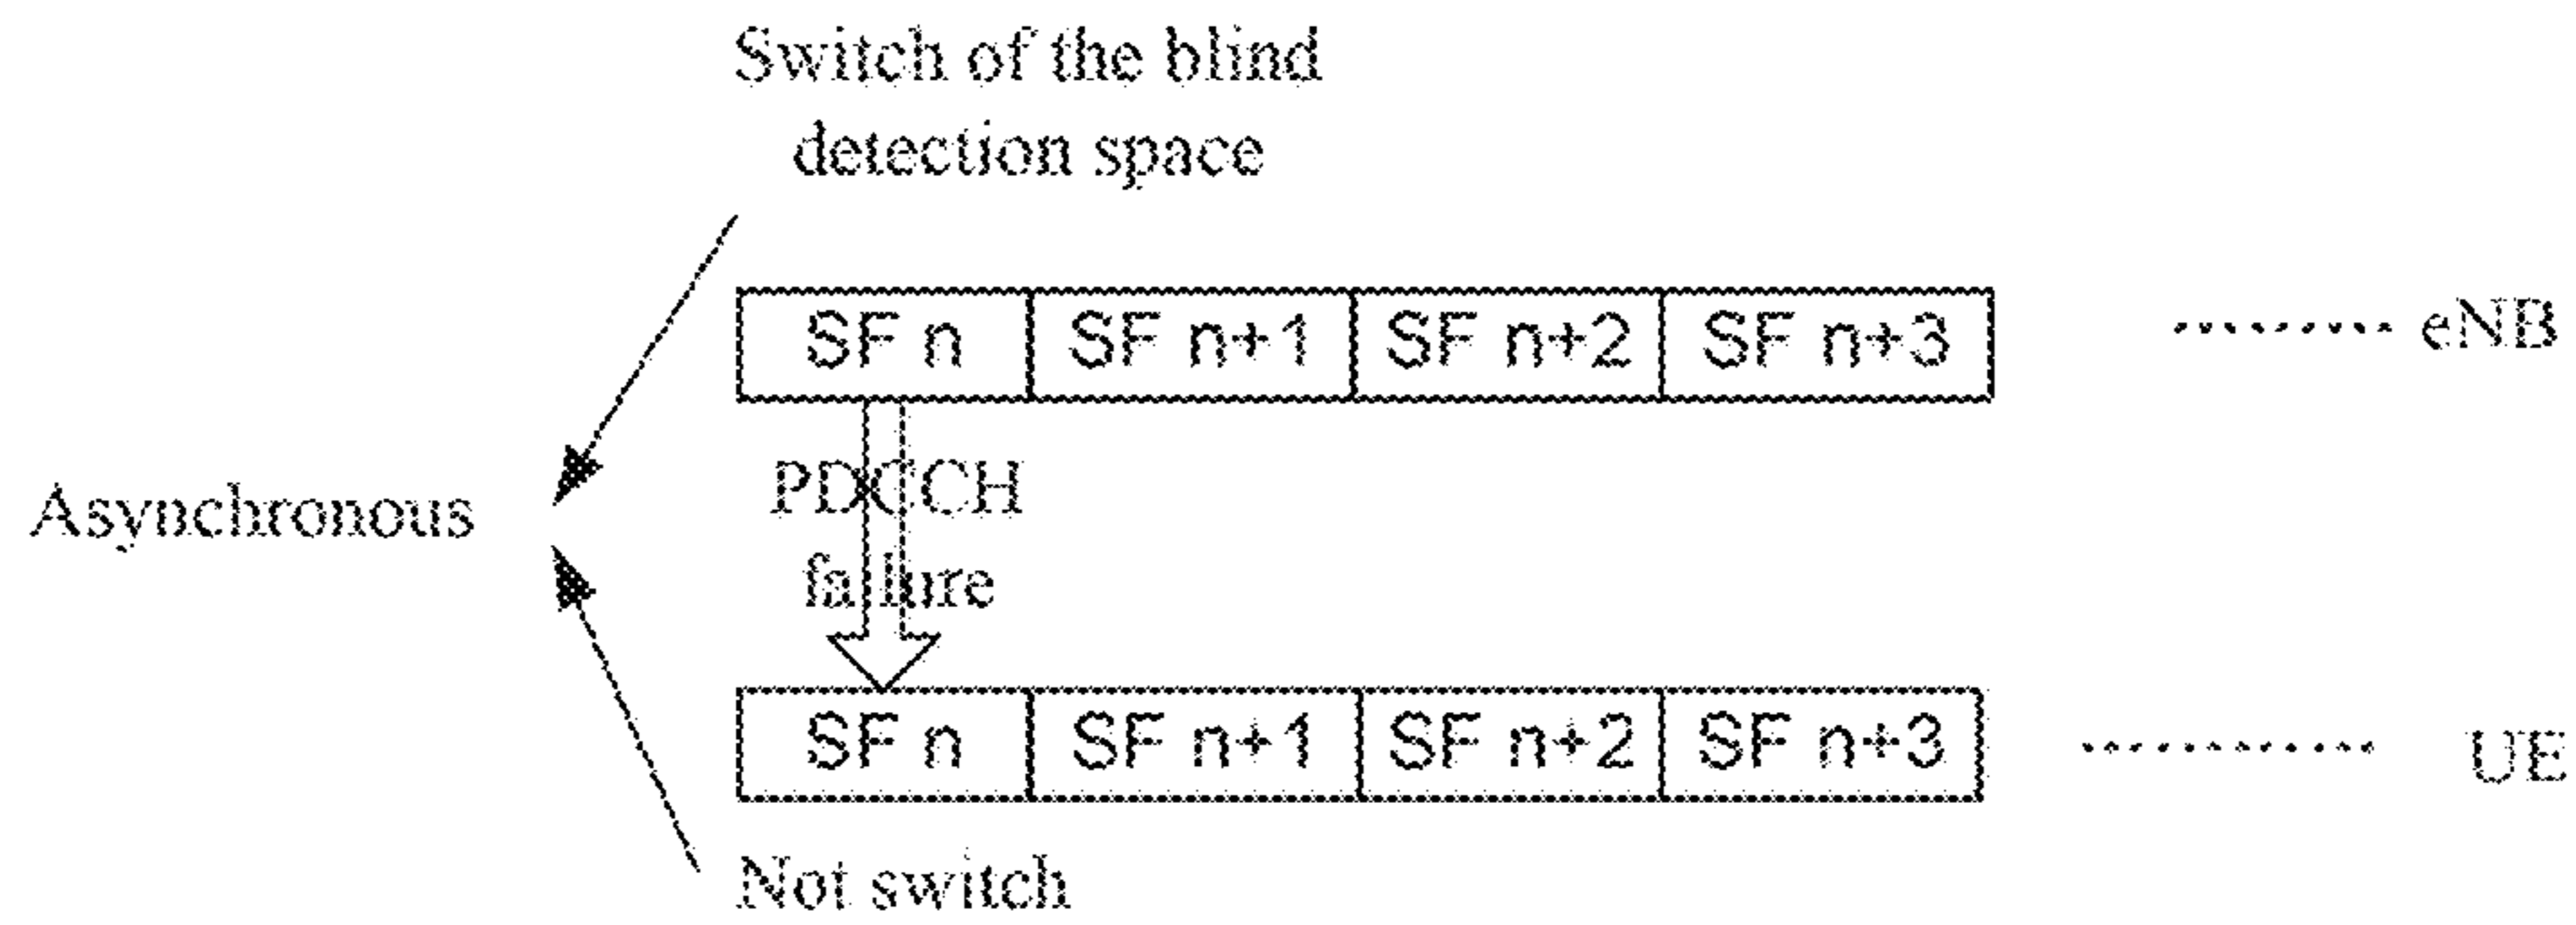 Switch of the blind
detection space
SF n SF n+1 SF n+2 SF n+3 eNB
PDCCH
failure
Asynchronous
SF n SF n+1 SF n+2 SF n+3 UE
Not switch